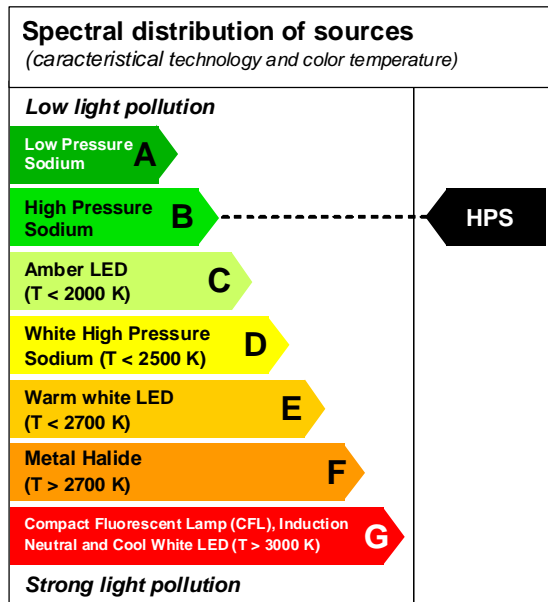 Spectral distribution of sources
(caracteristical technology and color temperature)
Low light pollution
Low Pressure
Sodium
A
High Pressure
Sodium
B
HPS
Amber LED
(T < 2000 K)
C
White High Pressure
Sodium (T < 2500 K)
D
Warm white LED
(T < 2700 K)
E
Metal Halide
(T > 2700 K)
F
Compact Fluorescent Lamp (CFL), Induction
Neutral and Cool White LED (T > 3000 K)
G
Strong light pollution